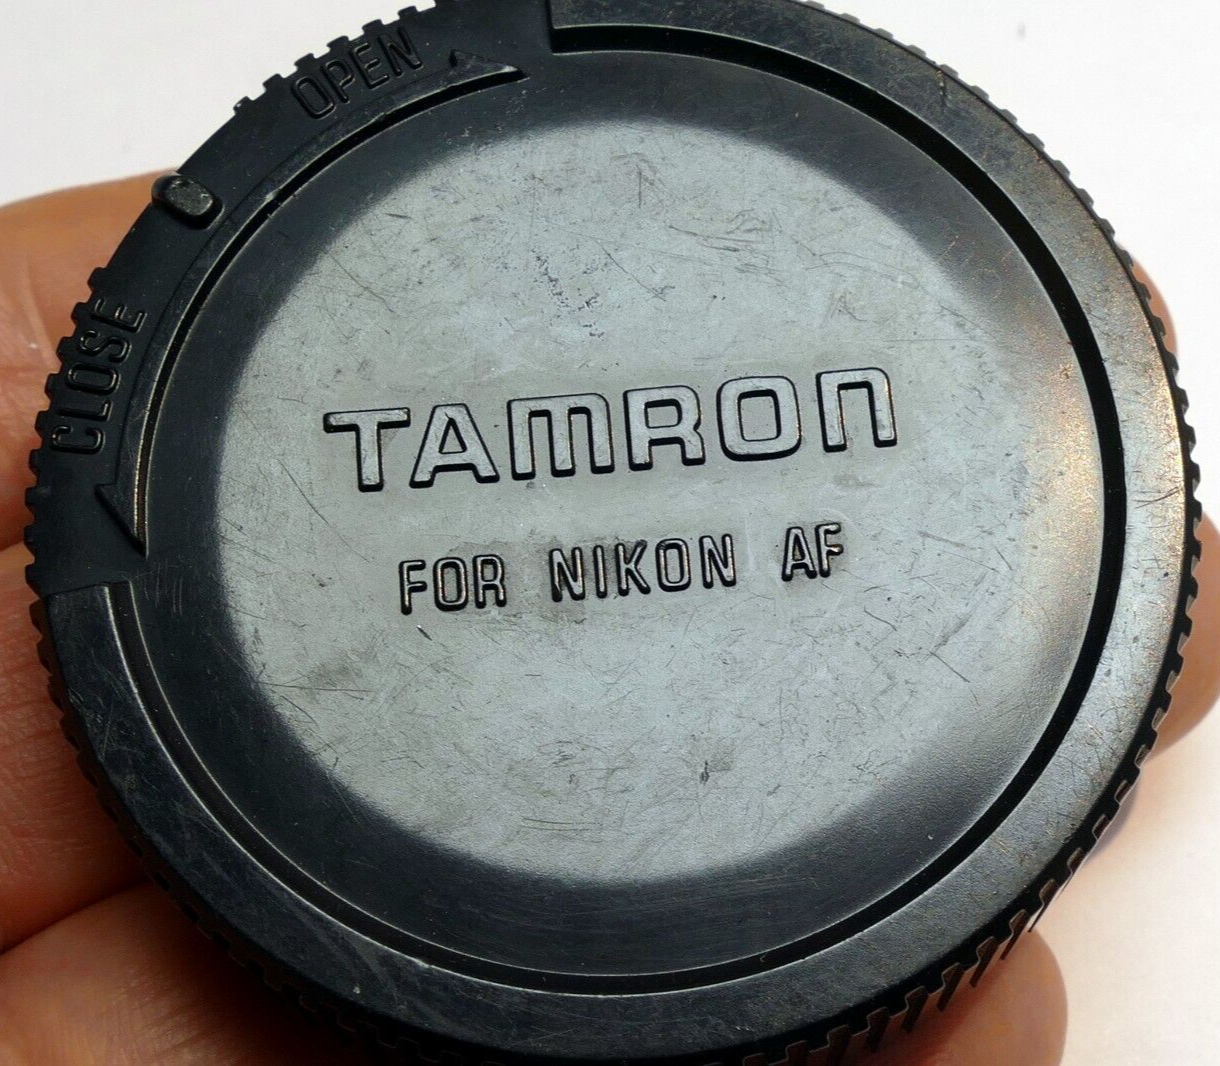 OPEN
CLOSE
TAMRON
FOR NIKON AF